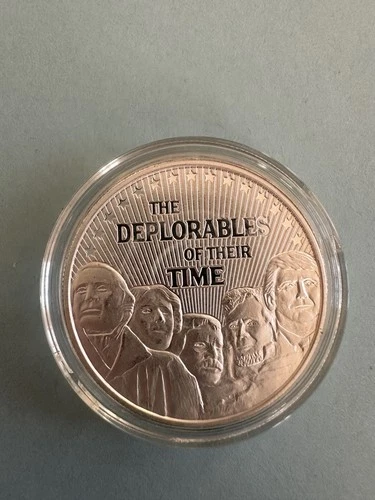 THE
DEPLORABLES
OF THEIR
TIME